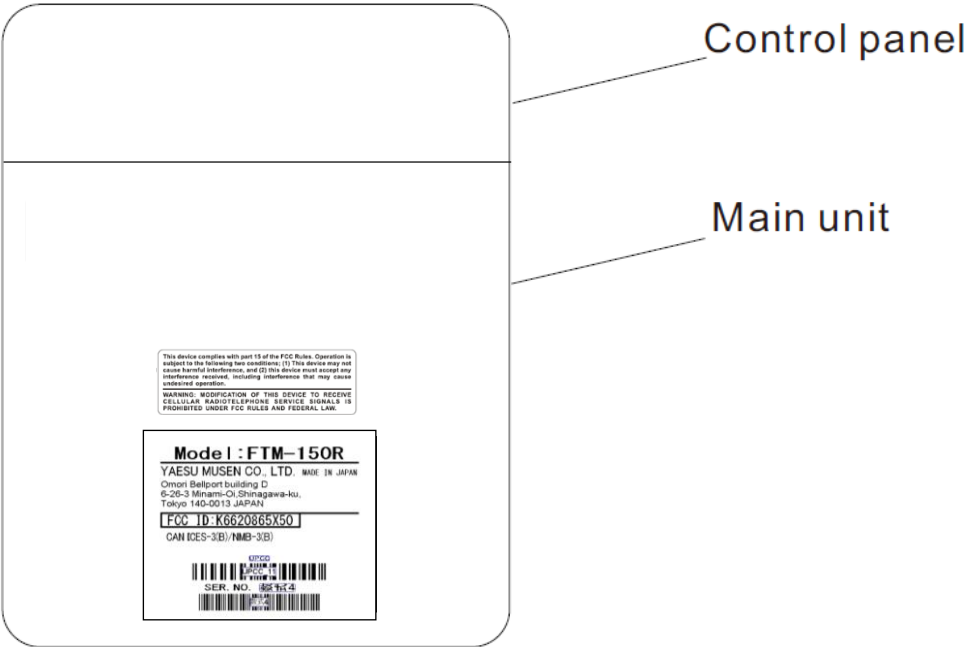 Control panel
Main unit
This device complies with part 15 of the FCC Rules. Operation is
subject to the following two conditions; (1) This device may not
cause harmful interference, and (2) this device must accept any
interference received, including interference that may cause
undesired operation.
WARNING: MODIFICATION OF THIS DEVICE TO RECEIVE
CELLULAR RADIOTELEPHONE SERVICE SIGNALS IS
PROHIBITED UNDER FCC RULES AND FEDERAL LAW.
Model:FTM-150R
YAESU MUSEN CO., LTD. MADE IN JAPAN
Omori Bellport building D
6-26-3 Minami-Oi,Shinagawa-ku,
Tokyo 140-0013 JAPAN
FCC ID:K6620865X50
CAN ICES-3(B)/NMB-3(B)
UPCC
UPCC_11
SER. NO.